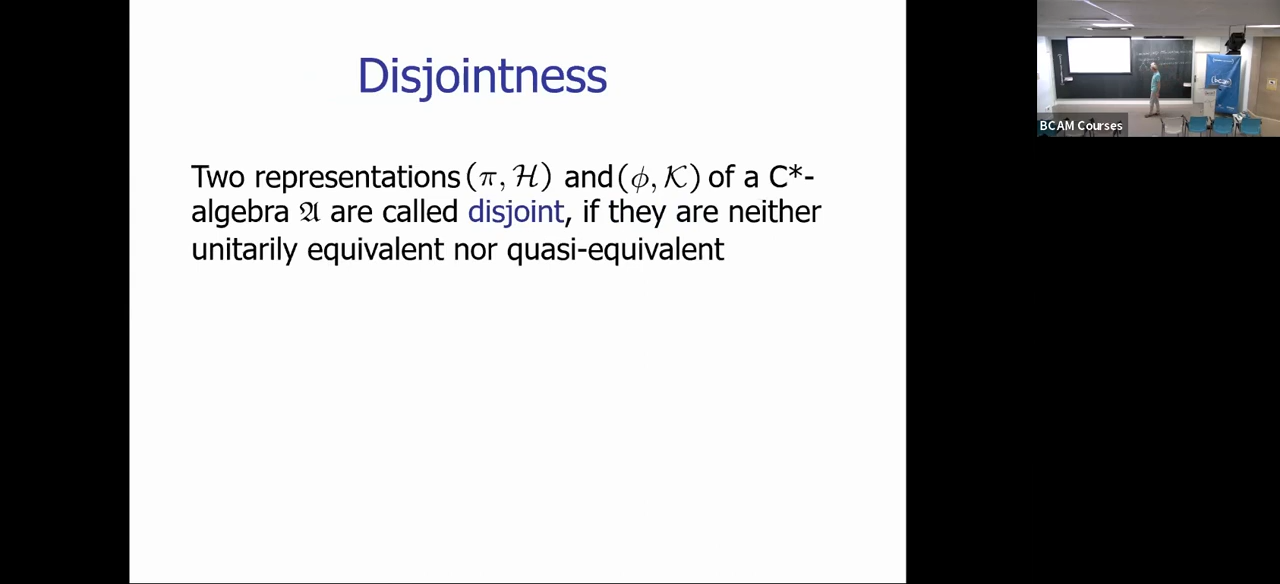 Disjointness
Two representations (π, ℋ) and (ϕ, 𝒦) of a C*-
algebra 𝔄 are called disjoint, if they are neither
unitarily equivalent nor quasi-equivalent
BCAM Courses